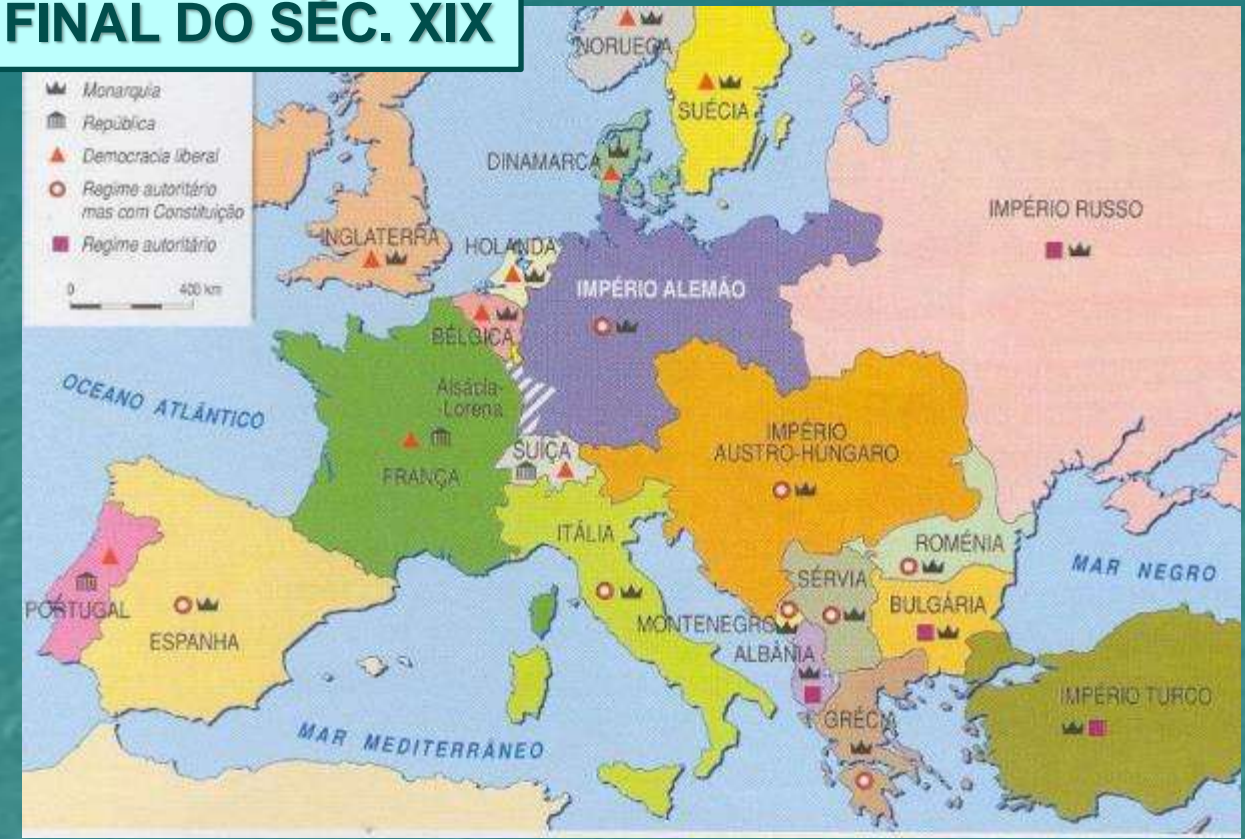 FINAL DO SÉC. XIX
Monarquia
República
Democracia liberal
Regime autoritário
mas com Constituição
Regime autoritário
0
400 km
NORUEGA
SUÉCIA
DINAMARCA
IMPÉRIO RUSSO
INGLATERRA
HOLANDA
IMPÉRIO ALEMÃO
BÉLGICA
OCEANO ATLÂNTICO
Alsácia-
-Lorena
FRANÇA
SUIÇA
IMPÉRIO
AUSTRO-HÚNGARO
ITÁLIA
ROMÉNIA
MAR NEGRO
SÉRVIA
PORTUGAL
ESPANHA
MONTENEGRO
BULGÁRIA
ALBÂNIA
IMPÉRIO TURCO
GRÉCIA
MAR MEDITERRÂNEO